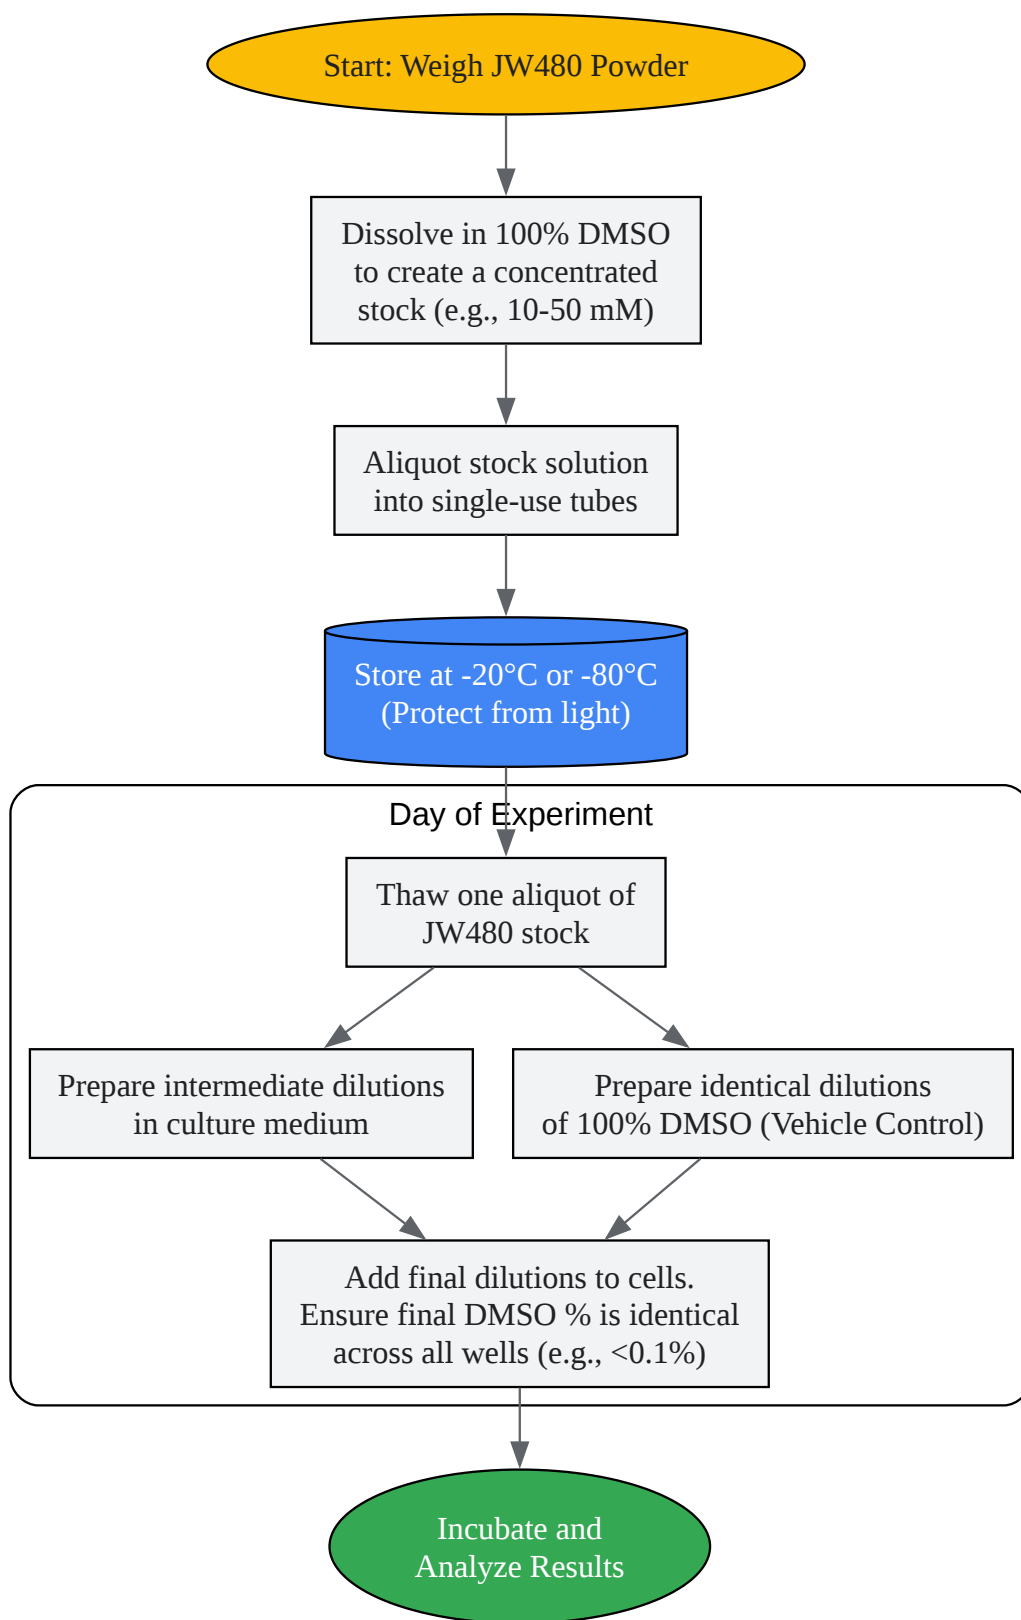 Start: Weigh JW480 Powder
Dissolve in 100% DMSO
to create a concentrated
stock (e.g., 10-50 mM)
Aliquot stock solution
into single-use tubes
Store at -20°C or -80°C
(Protect from light)
Day of Experiment
Thaw one aliquot of
JW480 stock
Prepare intermediate dilutions
in culture medium
Prepare identical dilutions
of 100% DMSO (Vehicle Control)
Add final dilutions to cells.
Ensure final DMSO % is identical
across all wells (e.g., <0.1%)
Incubate and
Analyze Results